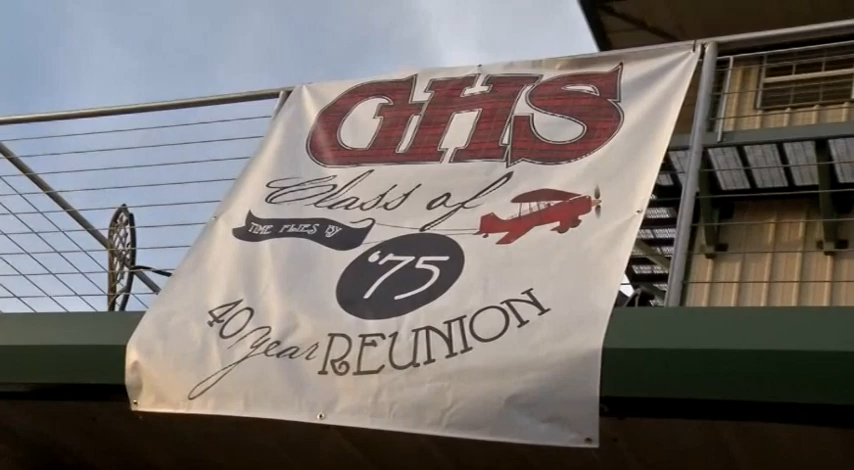 GHS
Class of
TIME FLIES BY
'75
40 year REUNION